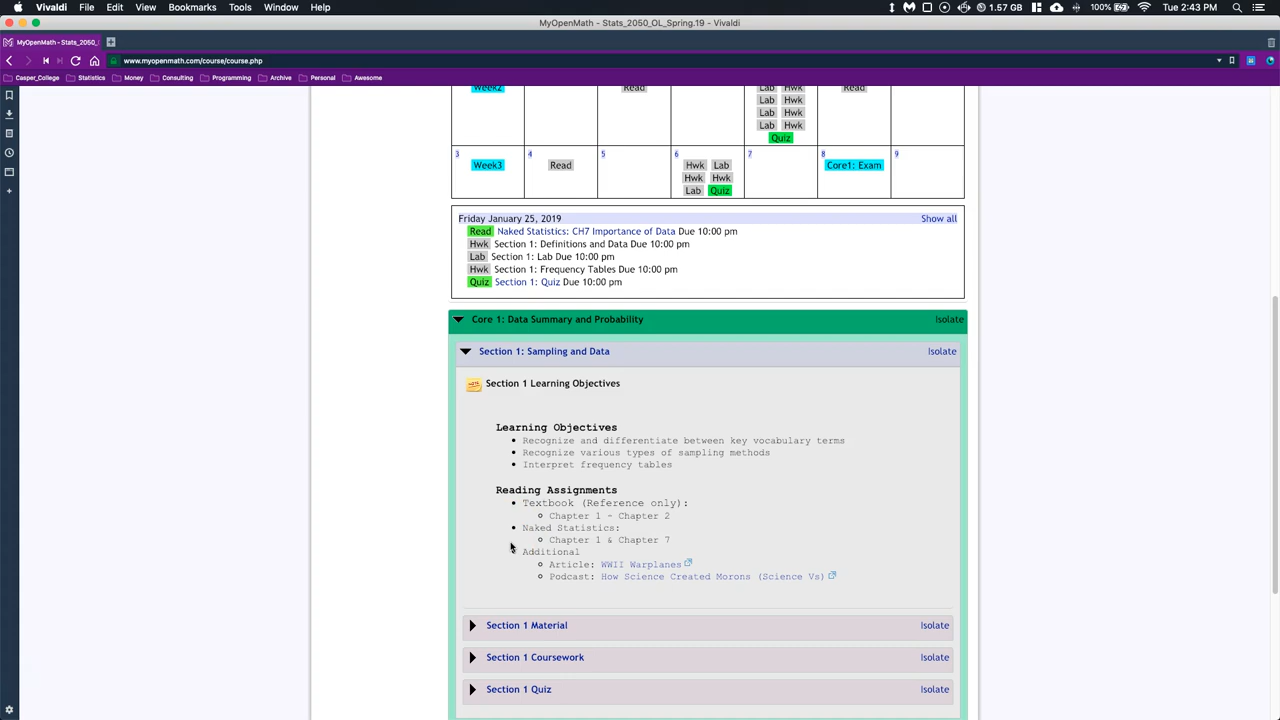 Vivaldi File Edit View Bookmarks Tools Window Help 1.57 GB 100% Tue 2:43 PM
MyOpenMath - Stats_2050_OL_Spring.19 - Vivaldi
MyOpenMath - Stats_2050_
www.myopenmath.com/course/course.php
Casper_College Statistics Money Consulting Programming Archive Personal Awesome
Week2 Read Lab Hwk Read
Lab Hwk
Lab Hwk
Lab Hwk
Quiz
3 4 5 6 7 8 9
Week3 Read Hwk Lab Core1: Exam
Hwk Hwk
Lab Quiz
Friday January 25, 2019 Show all
Read Naked Statistics: CH7 Importance of Data Due 10:00 pm
Hwk Section 1: Definitions and Data Due 10:00 pm
Lab Section 1: Lab Due 10:00 pm
Hwk Section 1: Frequency Tables Due 10:00 pm
Quiz Section 1: Quiz Due 10:00 pm
Core 1: Data Summary and Probability Isolate
Section 1: Sampling and Data Isolate
Section 1 Learning Objectives
Learning Objectives
Recognize and differentiate between key vocabulary terms
Recognize various types of sampling methods
Interpret frequency tables
Reading Assignments
Textbook (Reference only):
Chapter 1 - Chapter 2
Naked Statistics:
Chapter 1 & Chapter 7
Additional
Article: WWII Warplanes
Podcast: How Science Created Morons (Science Vs)
Section 1 Material Isolate
Section 1 Coursework Isolate
Section 1 Quiz Isolate